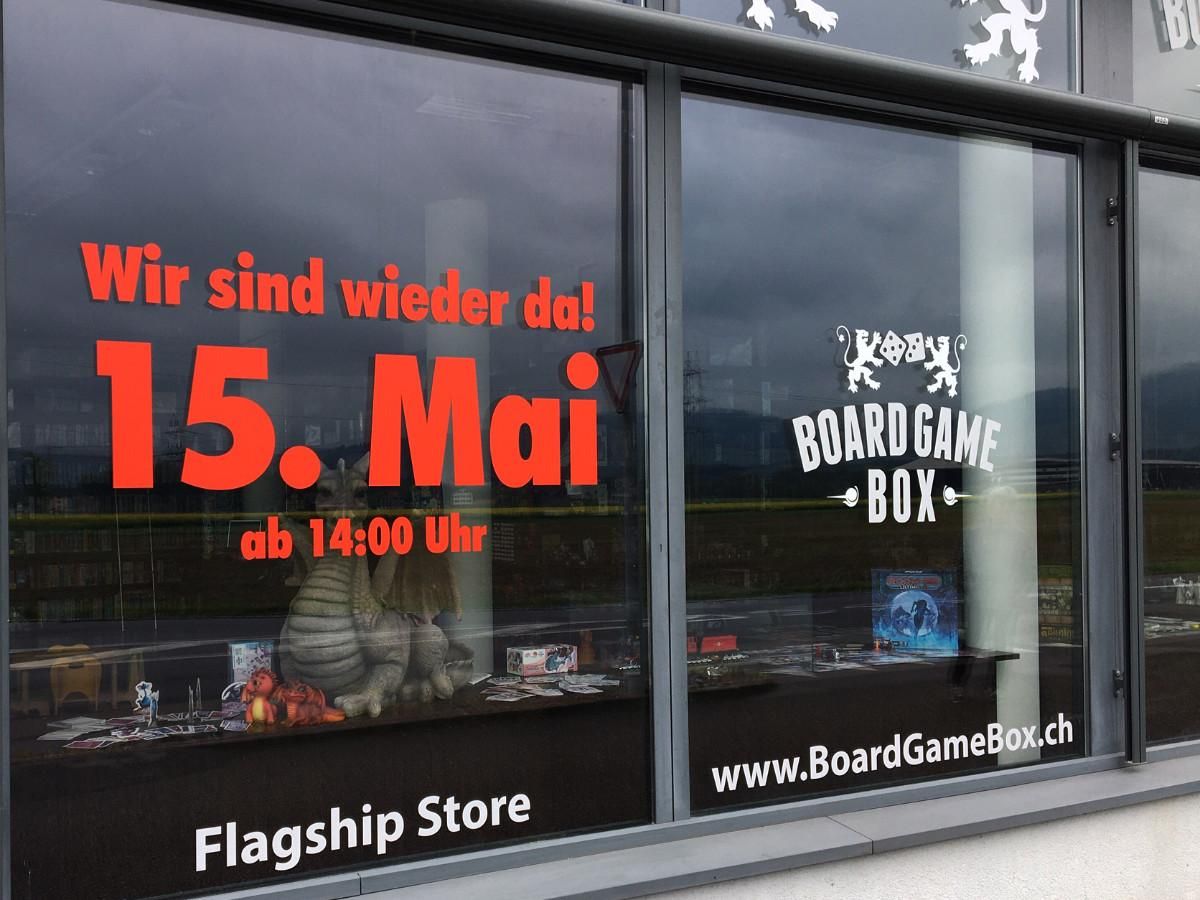 Wir sind wieder da!
15. Mai
ab 14:00 Uhr
Flagship Store
BOARD GAME
BOX
www.BoardGameBox.ch